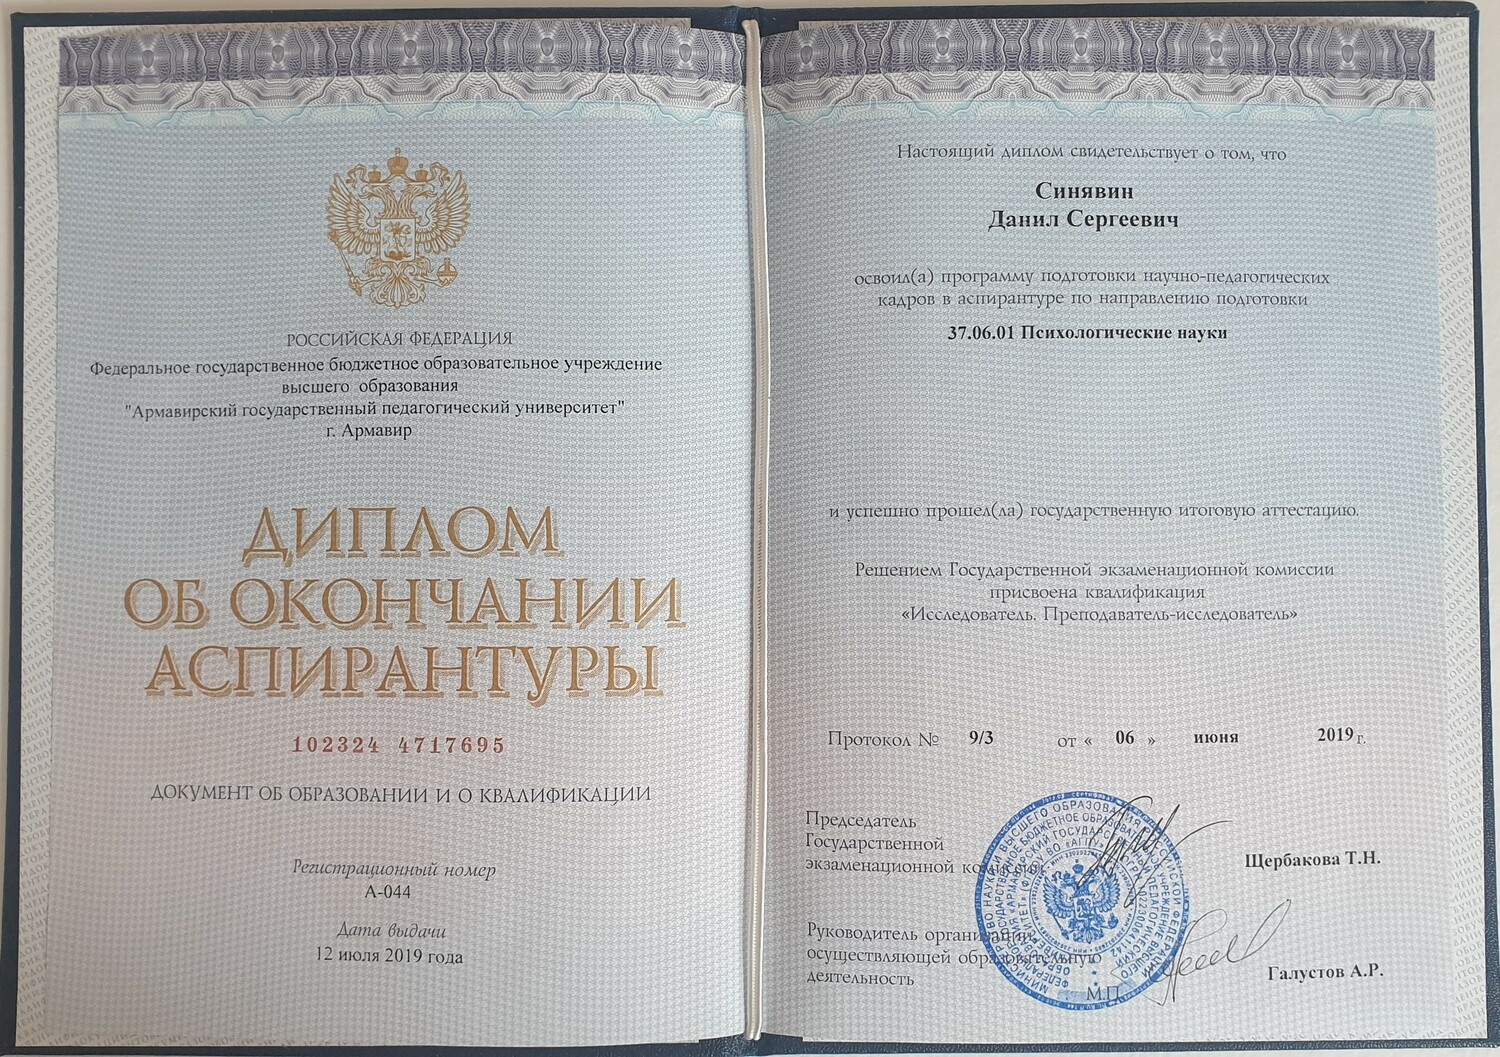 РОССИЙСКАЯ ФЕДЕРАЦИЯ
Федеральное государственное бюджетное образовательное учреждение
высшего образования
"Армавирский государственный педагогический университет"
г. Армавир
ДИПЛОМ
ОБ ОКОНЧАНИИ
АСПИРАНТУРЫ
102324 4717695
ДОКУМЕНТ ОБ ОБРАЗОВАНИИ И О КВАЛИФИКАЦИИ
Регистрационный номер
А-044
Дата выдачи
12 июля 2019 года
Настоящий диплом свидетельствует о том, что
Синявин
Данил Сергеевич
освоил(а) программу подготовки научно-педагогических
кадров в аспирантуре по направлению подготовки
37.06.01 Психологические науки
и успешно прошел(ла) государственную итоговую аттестацию.
Решением Государственной экзаменационной комиссии
присвоена квалификация
«Исследователь. Преподаватель-исследователь»
Протокол № 9/3 от « 06 » июня 2019 г.
Председатель
Государственной
экзаменационной комиссии
Щербакова Т.Н.
Руководитель организации,
осуществляющей образовательную
деятельность
Галустов А.Р.
М.П.